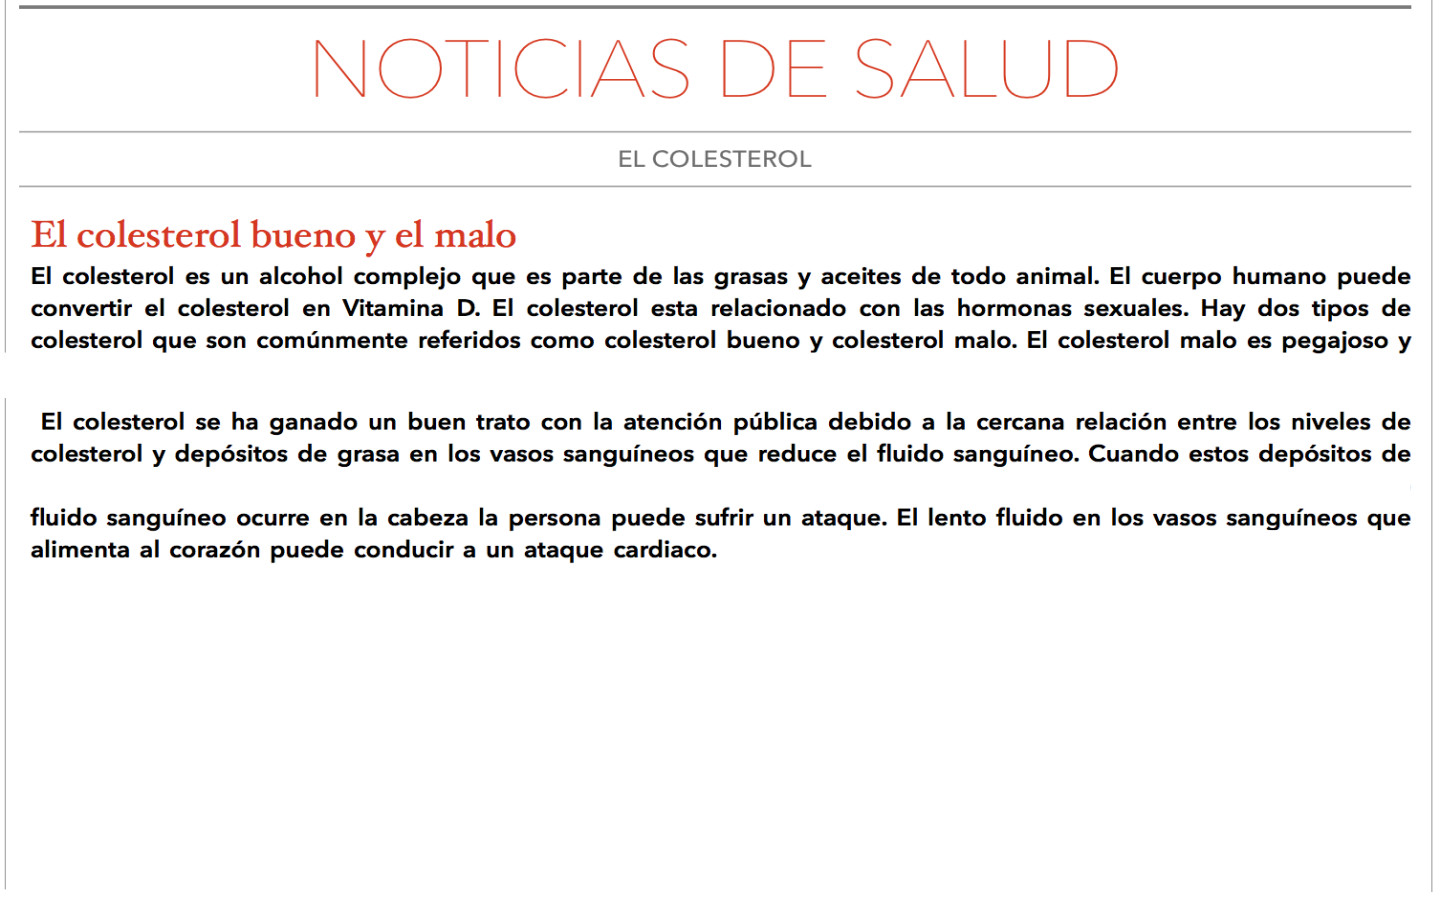 NOTICIAS DE SALUD
EL COLESTEROL
El colesterol bueno y el malo
El colesterol es un alcohol complejo que es parte de las grasas y aceites de todo animal. El cuerpo humano puede
convertir el colesterol en Vitamina D. El colesterol esta relacionado con las hormonas sexuales. Hay dos tipos de
colesterol que son comúnmente referidos como colesterol bueno y colesterol malo. El colesterol malo es pegajoso y
El colesterol se ha ganado un buen trato con la atención pública debido a la cercana relación entre los niveles de
colesterol y depósitos de grasa en los vasos sanguíneos que reduce el fluido sanguíneo. Cuando estos depósitos de
fluido sanguíneo ocurre en la cabeza la persona puede sufrir un ataque. El lento fluido en los vasos sanguíneos que
alimenta al corazón puede conducir a un ataque cardiaco.